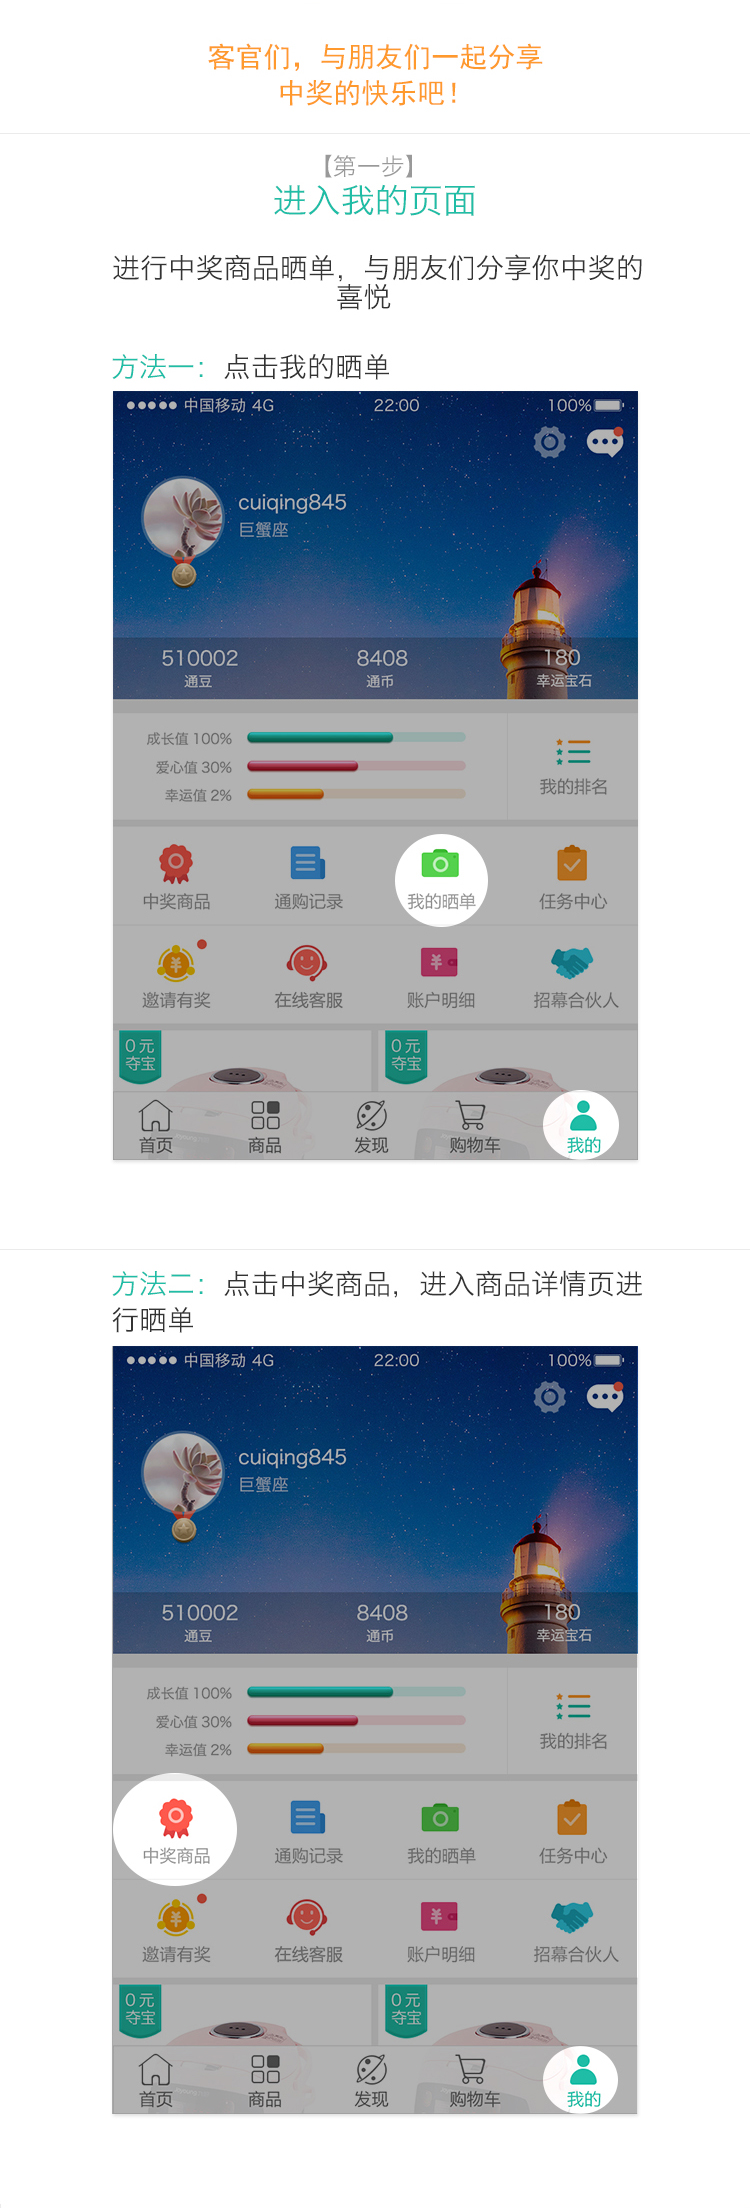 客官们，与朋友们一起分享
中奖的快乐吧！
【第一步】
进入我的页面
进行中奖商品晒单，与朋友们分享你中奖的
喜悦
方法一：点击我的晒单
中国移动 4G 22:00 100%
cuiqing845
巨蟹座
510002 8408 180
通豆 通币 幸运宝石
成长值 100%
爱心值 30%
幸运值 2%
我的排名
中奖商品 通购记录 我的晒单 任务中心
邀请有奖 在线客服 账户明细 招募合伙人
0 元 0 元
夺宝 夺宝
首页 商品 发现 购物车 我的
方法二：点击中奖商品，进入商品详情页进
行晒单
中国移动 4G 22:00 100%
cuiqing845
巨蟹座
510002 8408 180
通豆 通币 幸运宝石
成长值 100%
爱心值 30%
幸运值 2%
我的排名
中奖商品 通购记录 我的晒单 任务中心
邀请有奖 在线客服 账户明细 招募合伙人
0 元 0 元
夺宝 夺宝
首页 商品 发现 购物车 我的